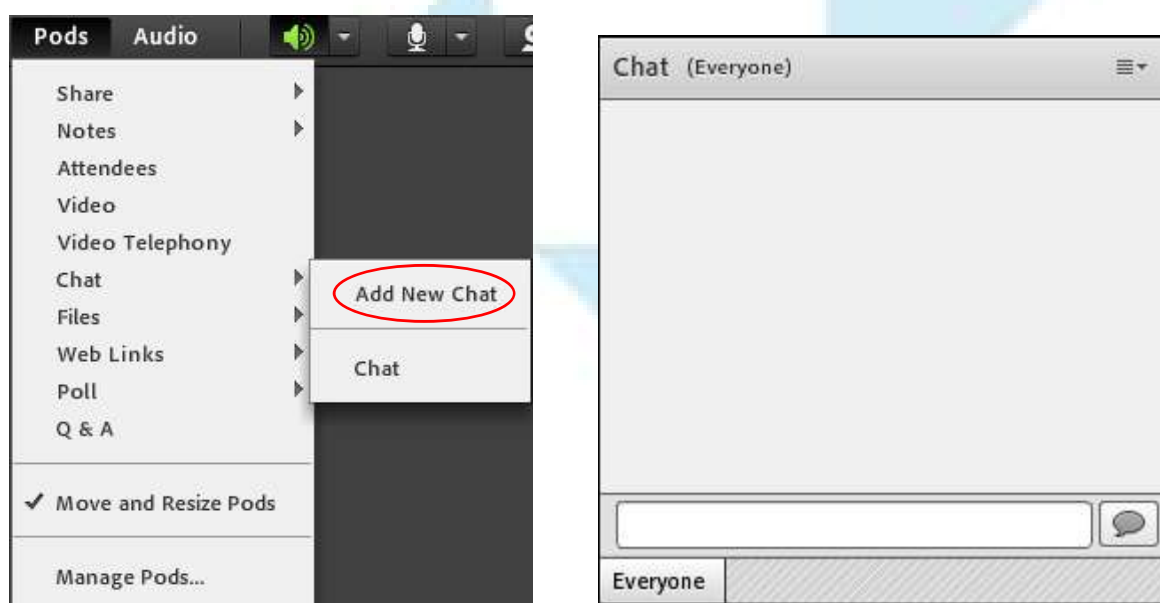 Pods Audio
Share
Notes
Attendees
Video
Video Telephony
Chat
Files
Web Links
Poll
Q & A
Move and Resize Pods
Manage Pods...
Add New Chat
Chat
Chat (Everyone)
Everyone